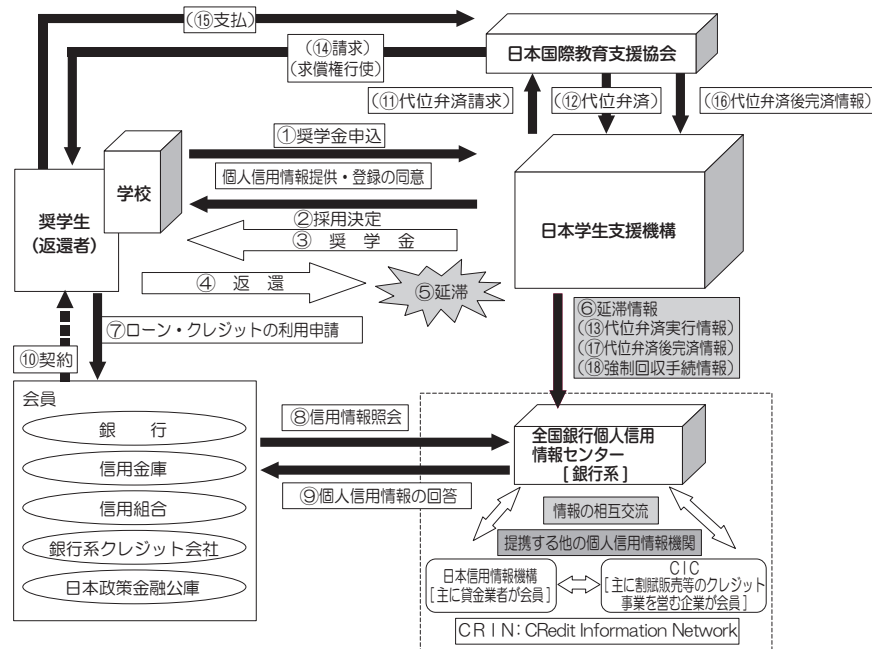 (⑮支払)
(⑭請求)
(求償権行使)
日本国際教育支援協会
(⑪代位弁済請求)
(⑫代位弁済)
(⑯代位弁済後完済情報)
①奨学金申込
個人信用情報提供・登録の同意
学校
奨学生
(返還者)
②採用決定
③ 奨 学 金
日本学生支援機構
④ 返 還
⑤延滞
⑥延滞情報
(⑬代位弁済実行情報)
(⑰代位弁済後完済情報)
(⑱強制回収手続情報)
⑦ローン・クレジットの利用申請
⑩契約
会員
銀 行
信用金庫
信用組合
銀行系クレジット会社
日本政策金融公庫
⑧信用情報照会
⑨個人信用情報の回答
全国銀行個人信用
情報センター
[銀行系]
情報の相互交流
提携する他の個人信用情報機関
日本信用情報機構
[主に貸金業者が会員]
CIC
[主に割賦販売等のクレジット
事業を営む企業が会員]
CRIN:CRedit Information Network